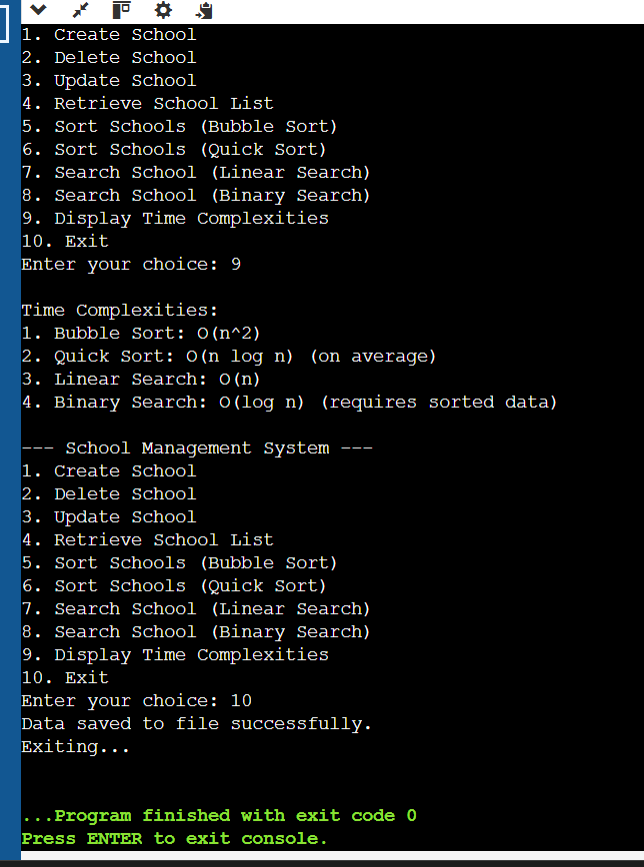 1. Create School
2. Delete School
3. Update School
4. Retrieve School List
5. Sort Schools (Bubble Sort)
6. Sort Schools (Quick Sort)
7. Search School (Linear Search)
8. Search School (Binary Search)
9. Display Time Complexities
10. Exit
Enter your choice: 9

Time Complexities:
1. Bubble Sort: O(n^2)
2. Quick Sort: O(n log n) (on average)
3. Linear Search: O(n)
4. Binary Search: O(log n) (requires sorted data)

--- School Management System ---
1. Create School
2. Delete School
3. Update School
4. Retrieve School List
5. Sort Schools (Bubble Sort)
6. Sort Schools (Quick Sort)
7. Search School (Linear Search)
8. Search School (Binary Search)
9. Display Time Complexities
10. Exit
Enter your choice: 10
Data saved to file successfully.
Exiting...

...Program finished with exit code 0
Press ENTER to exit console.